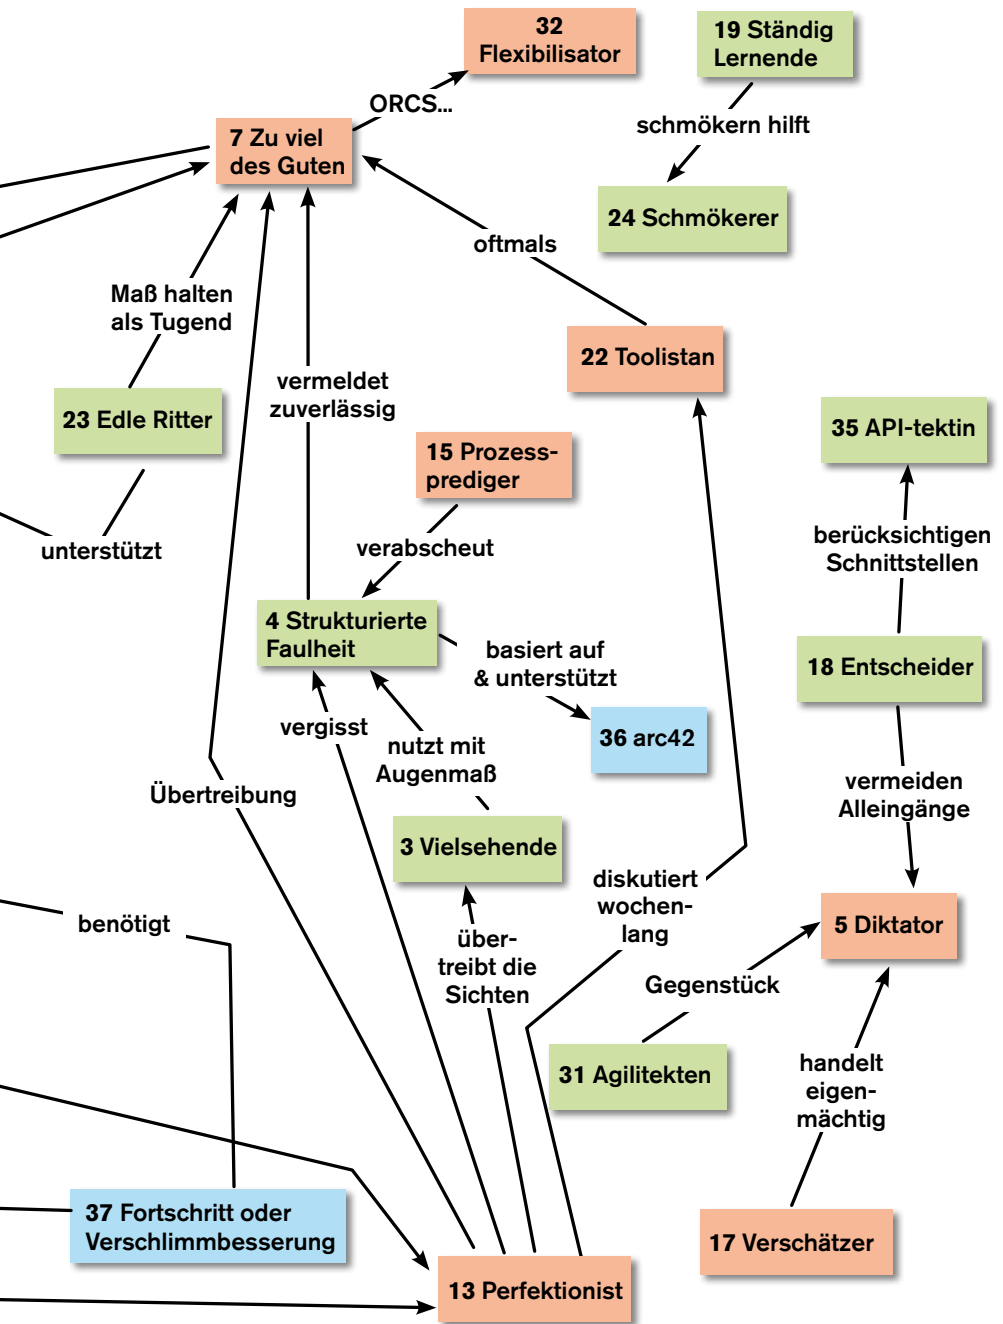 32
Flexibilisator
19 Ständig
Lernende
ORCS...
schmökern hilft
7 Zu viel
des Guten
24 Schmökerer
oftmals
Maß halten
als Tugend
22 Toolistan
vermeldet
zuverlässig
23 Edle Ritter
35 API-tektin
15 Prozess-
prediger
unterstützt
verabscheut
berücksichtigen
Schnittstellen
4 Strukturierte
Faulheit
basiert auf
& unterstützt
18 Entscheider
vergisst
36 arc42
nutzt mit
Augenmaß
Übertreibung
vermeiden
Alleingänge
3 Vielsehende
diskutiert
wochen-
lang
benötigt
5 Diktator
über-
treibt die
Sichten
Gegenstück
31 Agilitekten
handelt
eigen-
mächtig
37 Fortschritt oder
Verschlimmbesserung
17 Verschätzer
13 Perfektionist